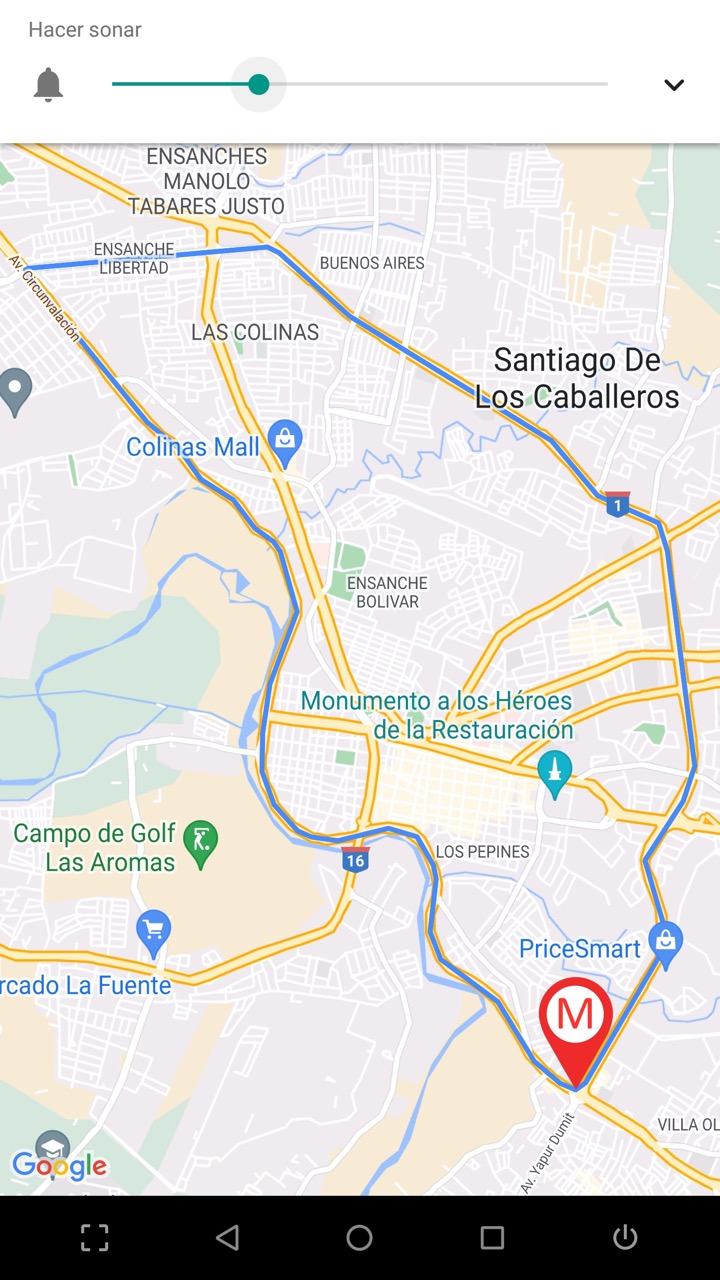 Hacer sonar
ENSANCHES
MANOLO
TABARES JUSTO
ENSANCHE
LIBERTAD
BUENOS AIRES
Av. Circunvalación
LAS COLINAS
Santiago De
Los Caballeros
Colinas Mall
1
ENSANCHE
BOLIVAR
Monumento a los Héroes
de la Restauración
Campo de Golf
Las Aromas
16
LOS PEPINES
PriceSmart
rcado La Fuente
M
VILLA OL
Av. Yapur Dumit
Google